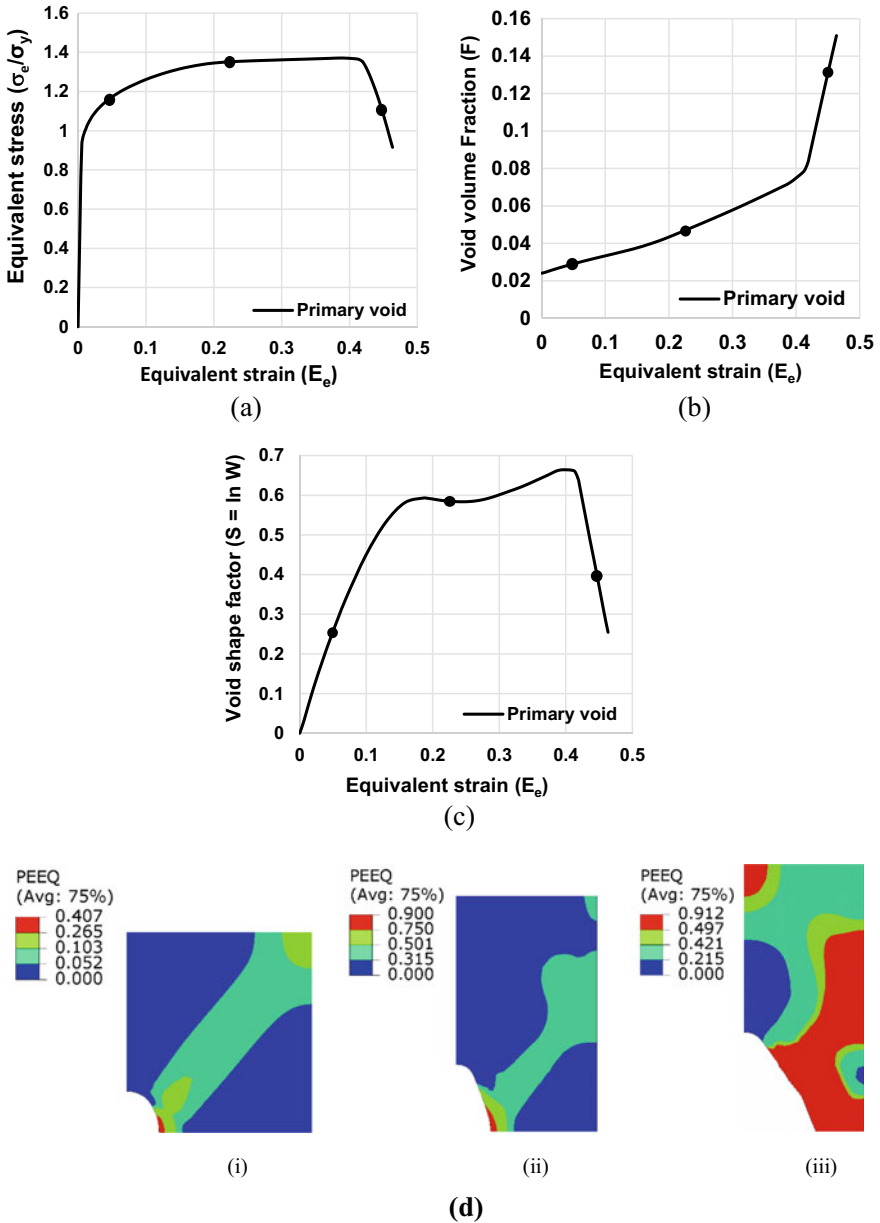 1.6
1.4
1.2
1
0.8
0.6
0.4
0.2
0
0 0.1 0.2 0.3 0.4 0.5
Equivalent stress (σe/σy)
Primary void
Equivalent strain (Ee)
(a)
0.16
0.14
0.12
0.1
0.08
0.06
0.04
0.02
0
0 0.1 0.2 0.3 0.4 0.5
Void volume Fraction (F)
Primary void
Equivalent strain (Ee)
(b)
0.7
0.6
0.5
0.4
0.3
0.2
0.1
0
0 0.1 0.2 0.3 0.4 0.5
Void shape factor (S = ln W)
Primary void
Equivalent strain (Ee)
(c)
PEEQ
(Avg: 75%)
0.407
0.265
0.103
0.052
0.000
(i)
PEEQ
(Avg: 75%)
0.900
0.750
0.501
0.315
0.000
(ii)
PEEQ
(Avg: 75%)
0.912
0.497
0.421
0.215
0.000
(iii)
(d)